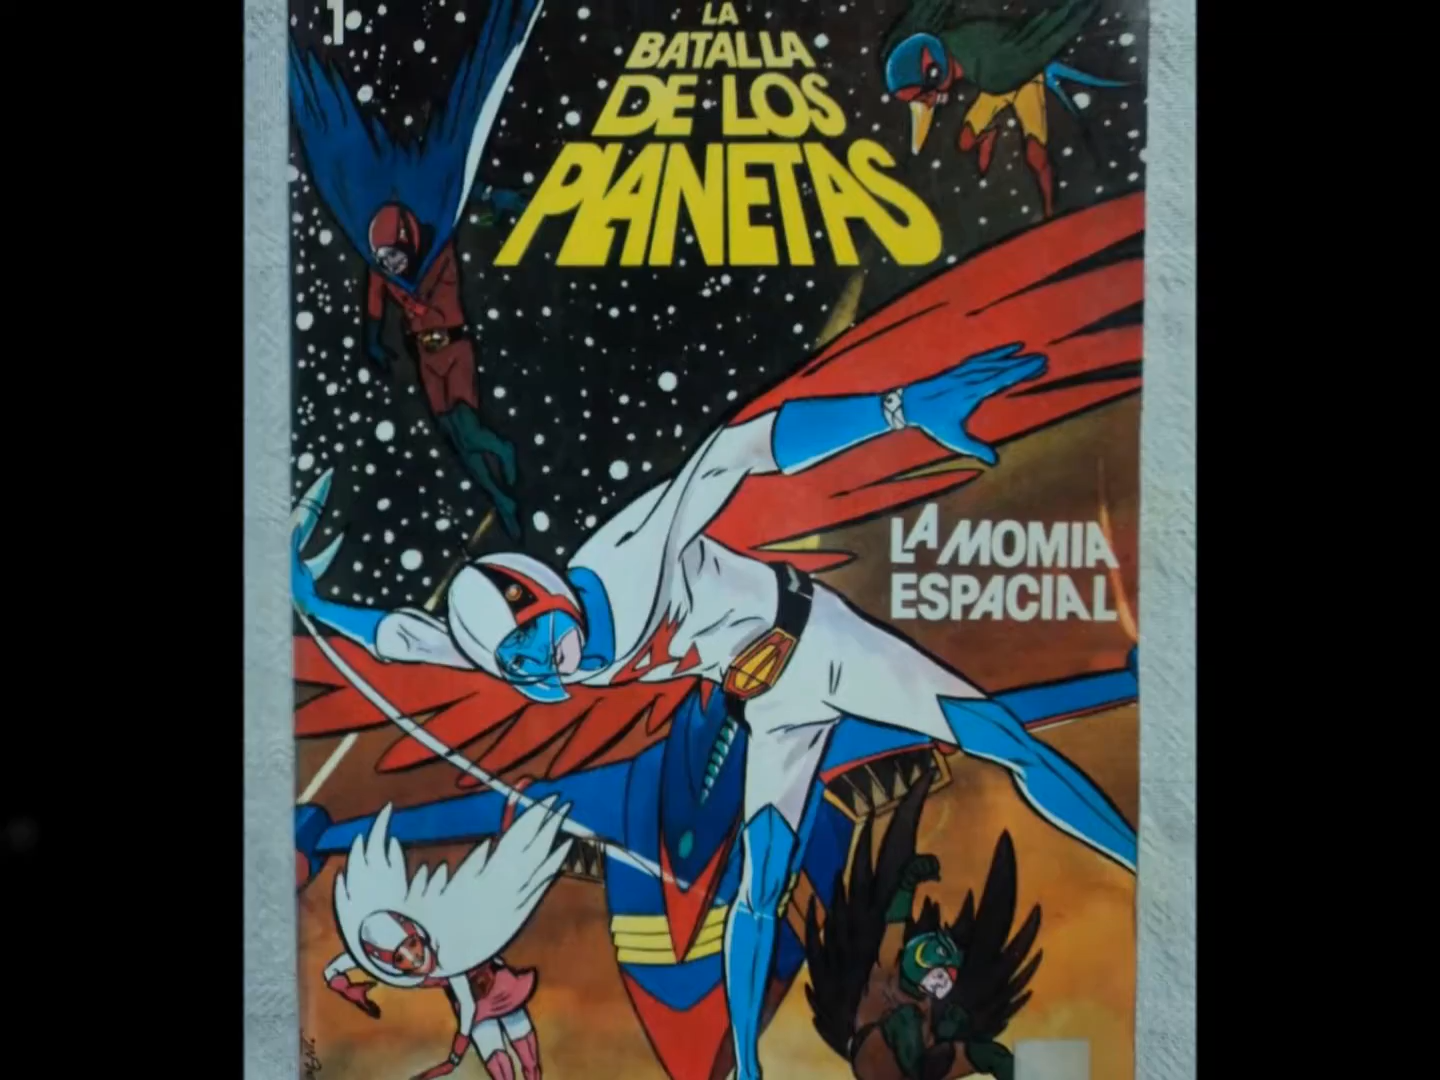 1
LA
BATALLA
DE LOS
PLANETAS
LA MOMIA
ESPACIAL